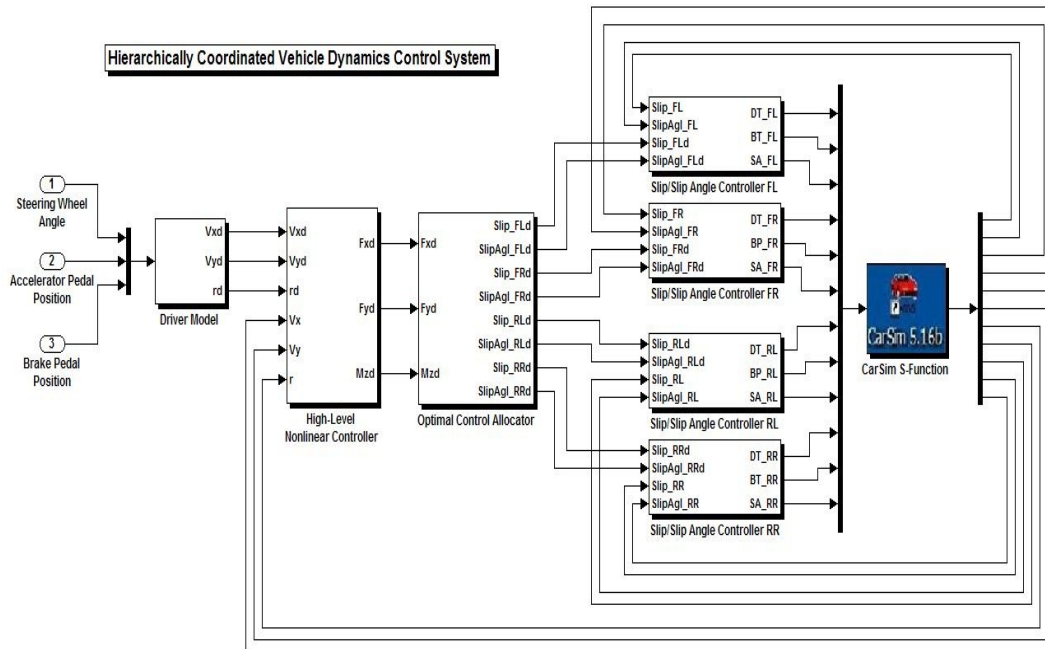 Hierarchically Coordinated Vehicle Dynamics Control System
1
Steering Wheel
Angle
2
Accelerator Pedal
Position
3
Brake Pedal
Position
Vxd
Vyd
rd
Driver Model
Vxd
Vyd
rd
Vx
Vy
r
Fxd
Fyd
Mzd
High-Level
Nonlinear Controller
Fxd
Fyd
Mzd
Slip_FLd
SlipAgl_FLd
Slip_FRd
SlipAgl_FRd
Slip_RLd
SlipAgl_RLd
Slip_RRd
SlipAgl_RRd
Optimal Control Allocator
Slip_FL
SlipAgl_FL
Slip_FLd
SlipAgl_FLd
DT_FL
BT_FL
SA_FL
Slip/Slip Angle Controller FL
Slip_FR
SlipAgl_FR
Slip_FRd
SlipAgl_FRd
DT_FR
BP_FR
SA_FR
Slip/Slip Angle Controller FR
Slip_RLd
SlipAgl_RLd
Slip_RL
SlipAgl_RL
DT_RL
BP_RL
SA_RL
Slip/Slip Angle Controller RL
Slip_RRd
SlipAgl_RRd
Slip_RR
SlipAgl_RR
DT_RR
BT_RR
SA_RR
Slip/Slip Angle Controller RR
CarSim 5.16b
CarSim S-Function